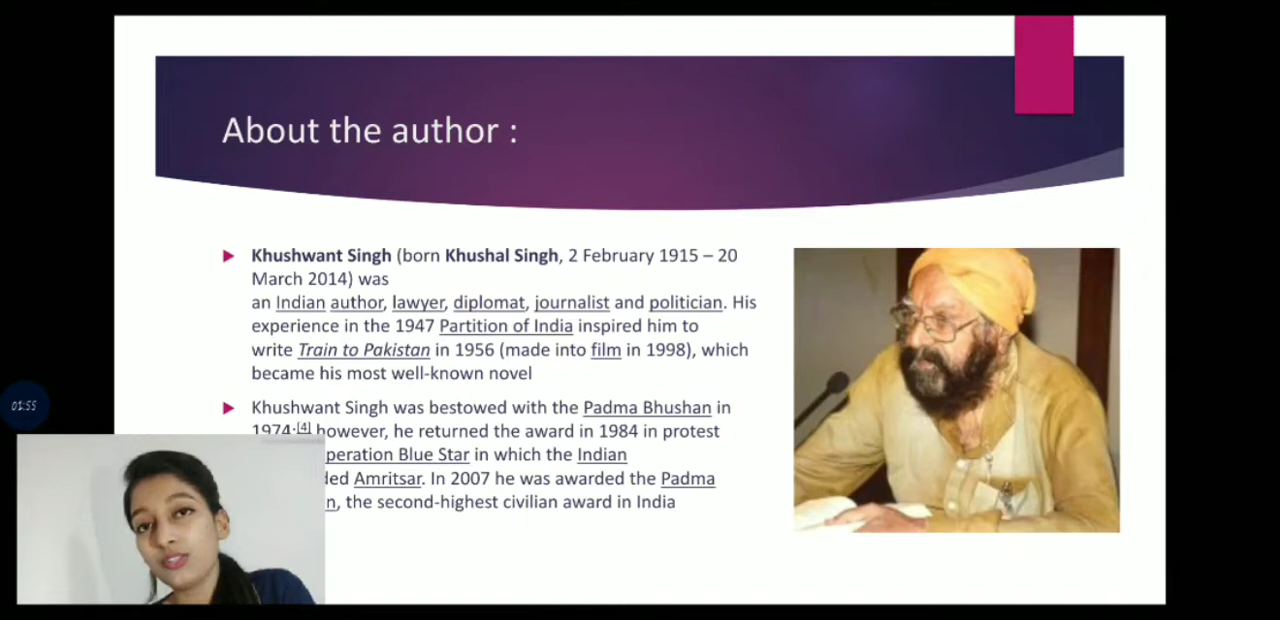 About the author :
Khushwant Singh (born Khushal Singh, 2 February 1915 – 20
March 2014) was
an Indian author, lawyer, diplomat, journalist and politician. His
experience in the 1947 Partition of India inspired him to
write Train to Pakistan in 1956 (made into film in 1998), which
became his most well-known novel
Khushwant Singh was bestowed with the Padma Bhushan in
1974;[4] however, he returned the award in 1984 in protest
peration Blue Star in which the Indian
ded Amritsar. In 2007 he was awarded the Padma
n, the second-highest civilian award in India
01:55